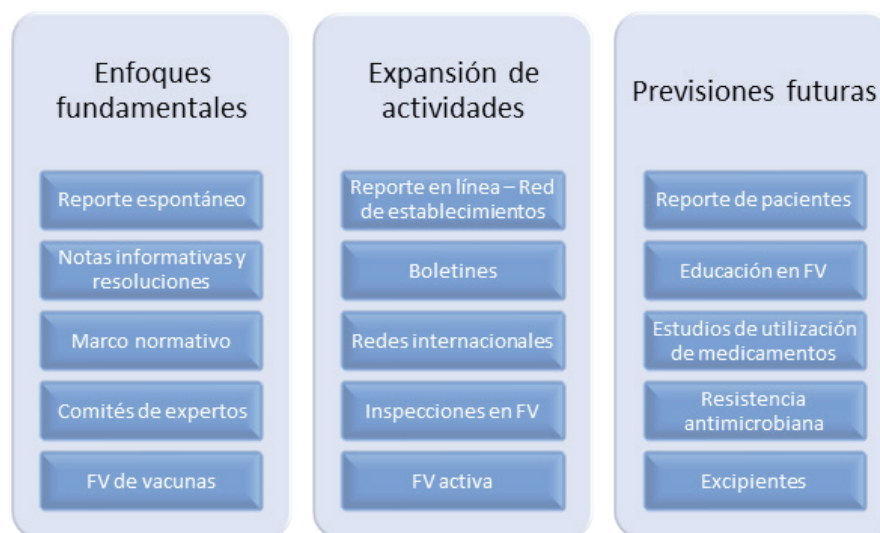 Enfoques
fundamentales
Reporte espontáneo
Notas informativas y
resoluciones
Marco normativo
Comités de expertos
FV de vacunas
Expansión de
actividades
Reporte en línea – Red
de establecimientos
Boletines
Redes internacionales
Inspecciones en FV
FV activa
Previsiones futuras
Reporte de pacientes
Educación en FV
Estudios de utilización
de medicamentos
Resistencia
antimicrobiana
Excipientes